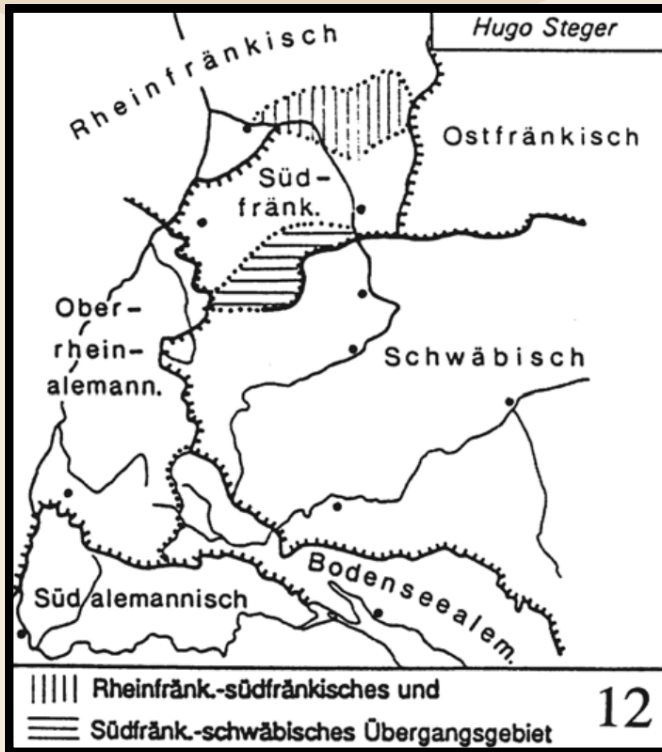 Hugo Steger
Rheinfränkisch
Ostfränkisch
Süd-
fränk.
Ober-
rhein-
alemann.
Schwäbisch
Bodenseealem.
Südalemannisch
Rheinfränk.-südfränkisches und
Südfränk.-schwäbisches Übergangsgebiet
12